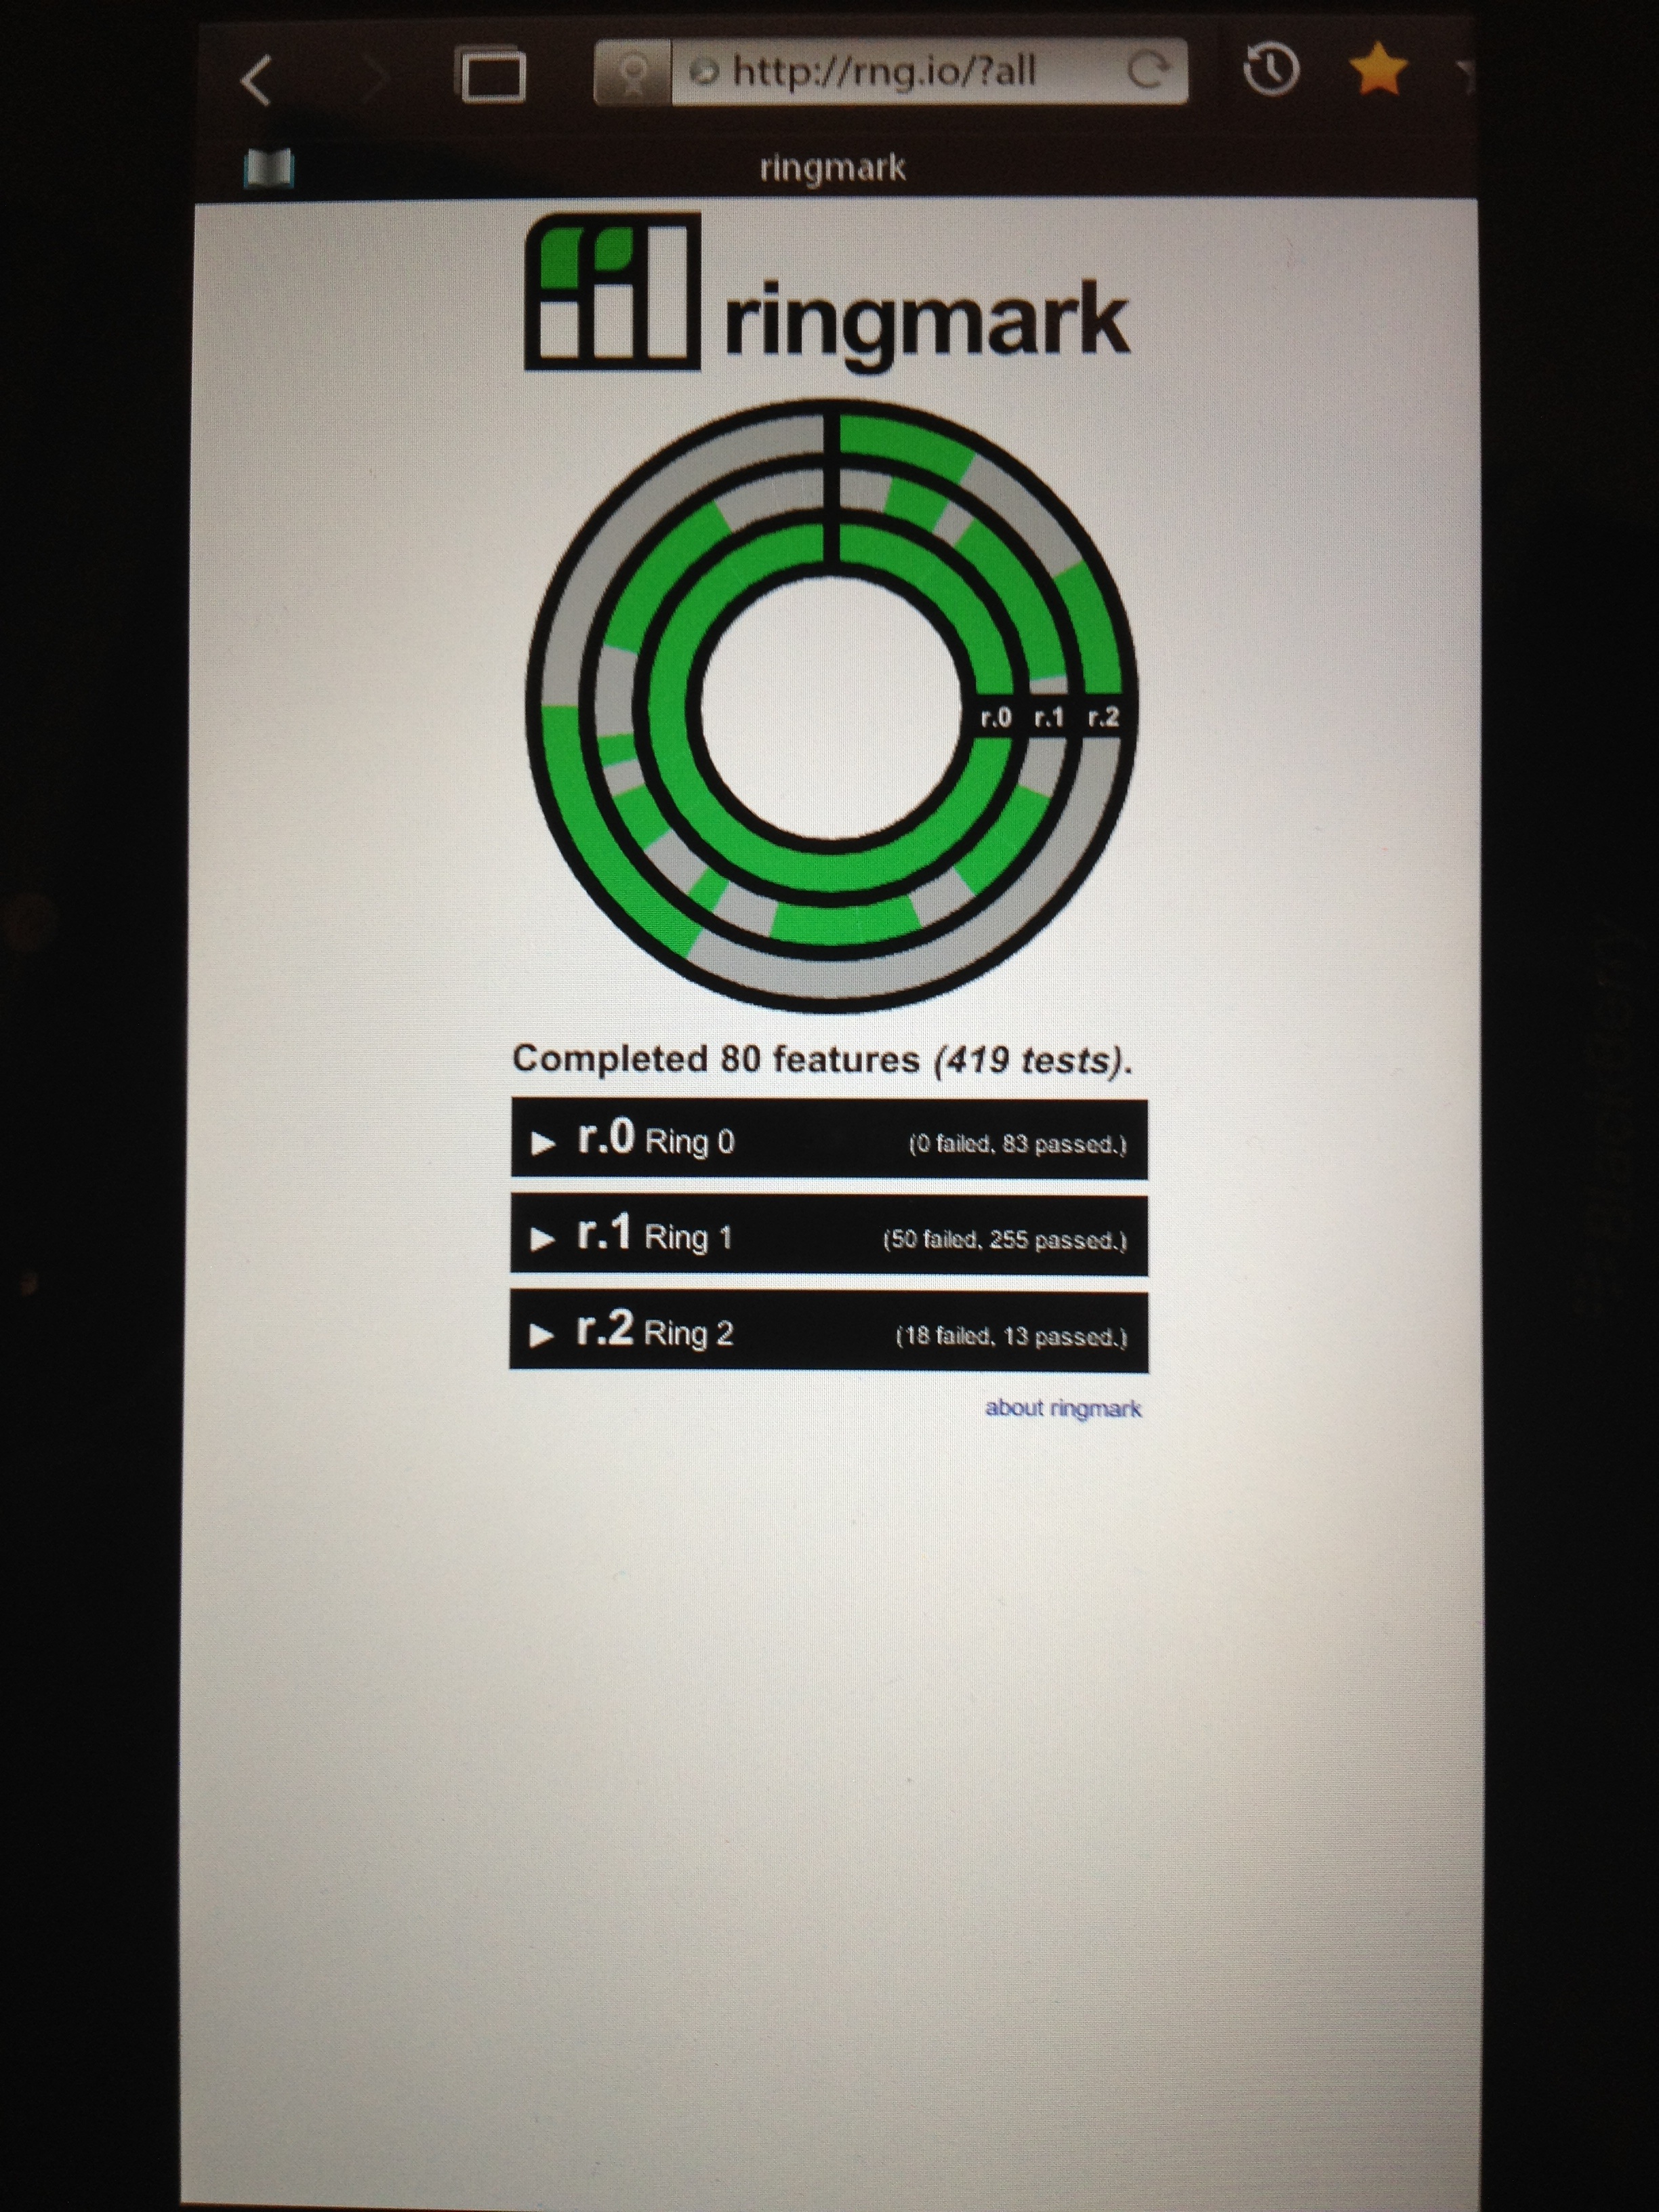 http://rng.io/?all
ringmark
ringmark
r.0 r.1 r.2
Completed 80 features (419 tests).
▶ r.0 Ring 0 (0 failed, 83 passed.)
▶ r.1 Ring 1 (50 failed, 255 passed.)
▶ r.2 Ring 2 (18 failed, 13 passed.)
about ringmark